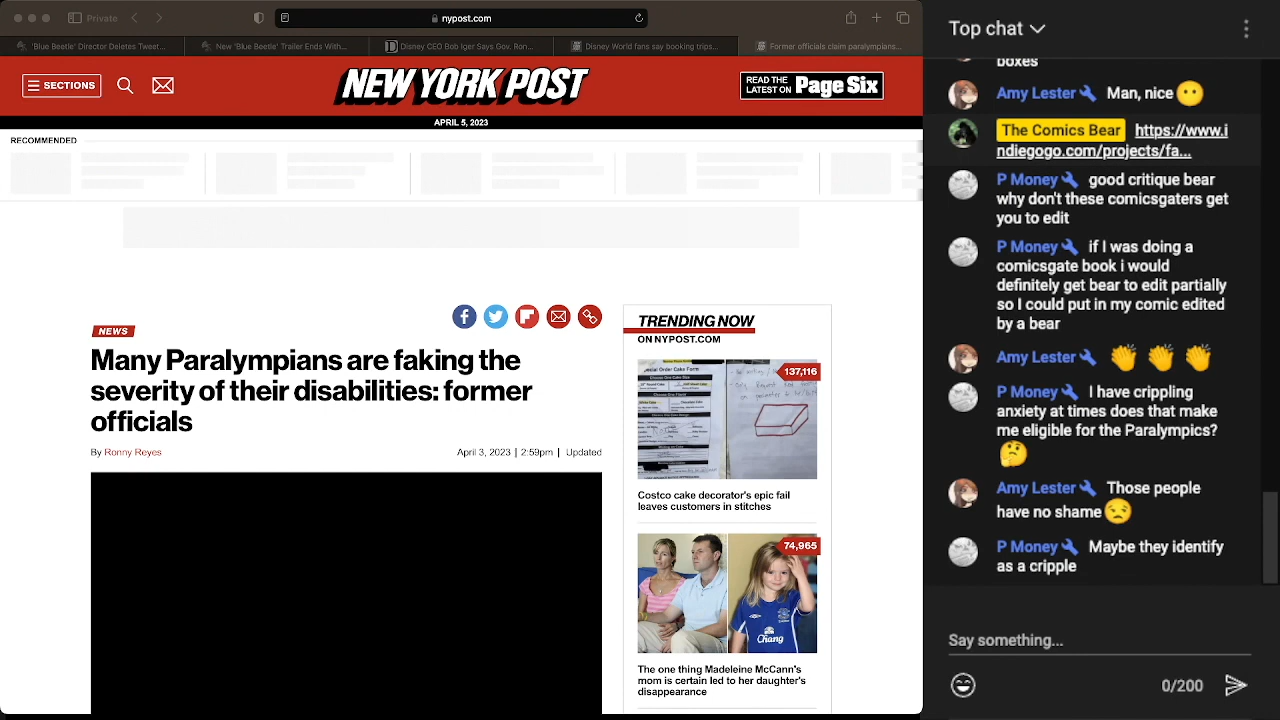 Private
nypost.com
'Blue Beetle' Director Deletes Tweet...
New 'Blue Beetle' Trailer Ends With...
Disney CEO Bob Iger Says Gov. Ron...
Disney World fans say booking trips...
Former officials claim paralympians...
SECTIONS
NEW YORK POST
READ THE
LATEST ON
Page Six
APRIL 5, 2023
RECOMMENDED
NEWS
Many Paralympians are faking the
severity of their disabilities: former
officials
By Ronny Reyes
April 3, 2023 | 2:59pm | Updated
TRENDING NOW
ON NYPOST.COM
137,116
Costco cake decorator's epic fail
leaves customers in stitches
74,965
Chang
The one thing Madeleine McCann's
mom is certain led to her daughter's
disappearance
Top chat
boxes
Amy Lester Man, nice 😶
The Comics Bear https://www.i
ndiegogo.com/projects/fa...
P Money good critique bear
why don't these comicsgaters get
you to edit
P Money if I was doing a
comicsgate book i would
definitely get bear to edit partially
so I could put in my comic edited
by a bear
Amy Lester 👏 👏 👏
P Money I have crippling
anxiety at times does that make
me eligible for the Paralympics?
🤔
Amy Lester Those people
have no shame 😒
P Money Maybe they identify
as a cripple
Say something...
0/200